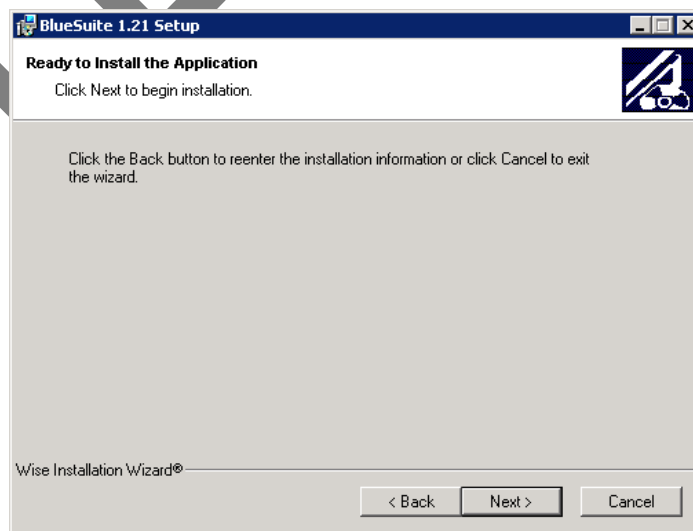 BlueSuite 1.21 Setup
Ready to Install the Application
Click Next to begin installation.
Click the Back button to reenter the installation information or click Cancel to exit
the wizard.
Wise Installation Wizard®
< Back Next > Cancel